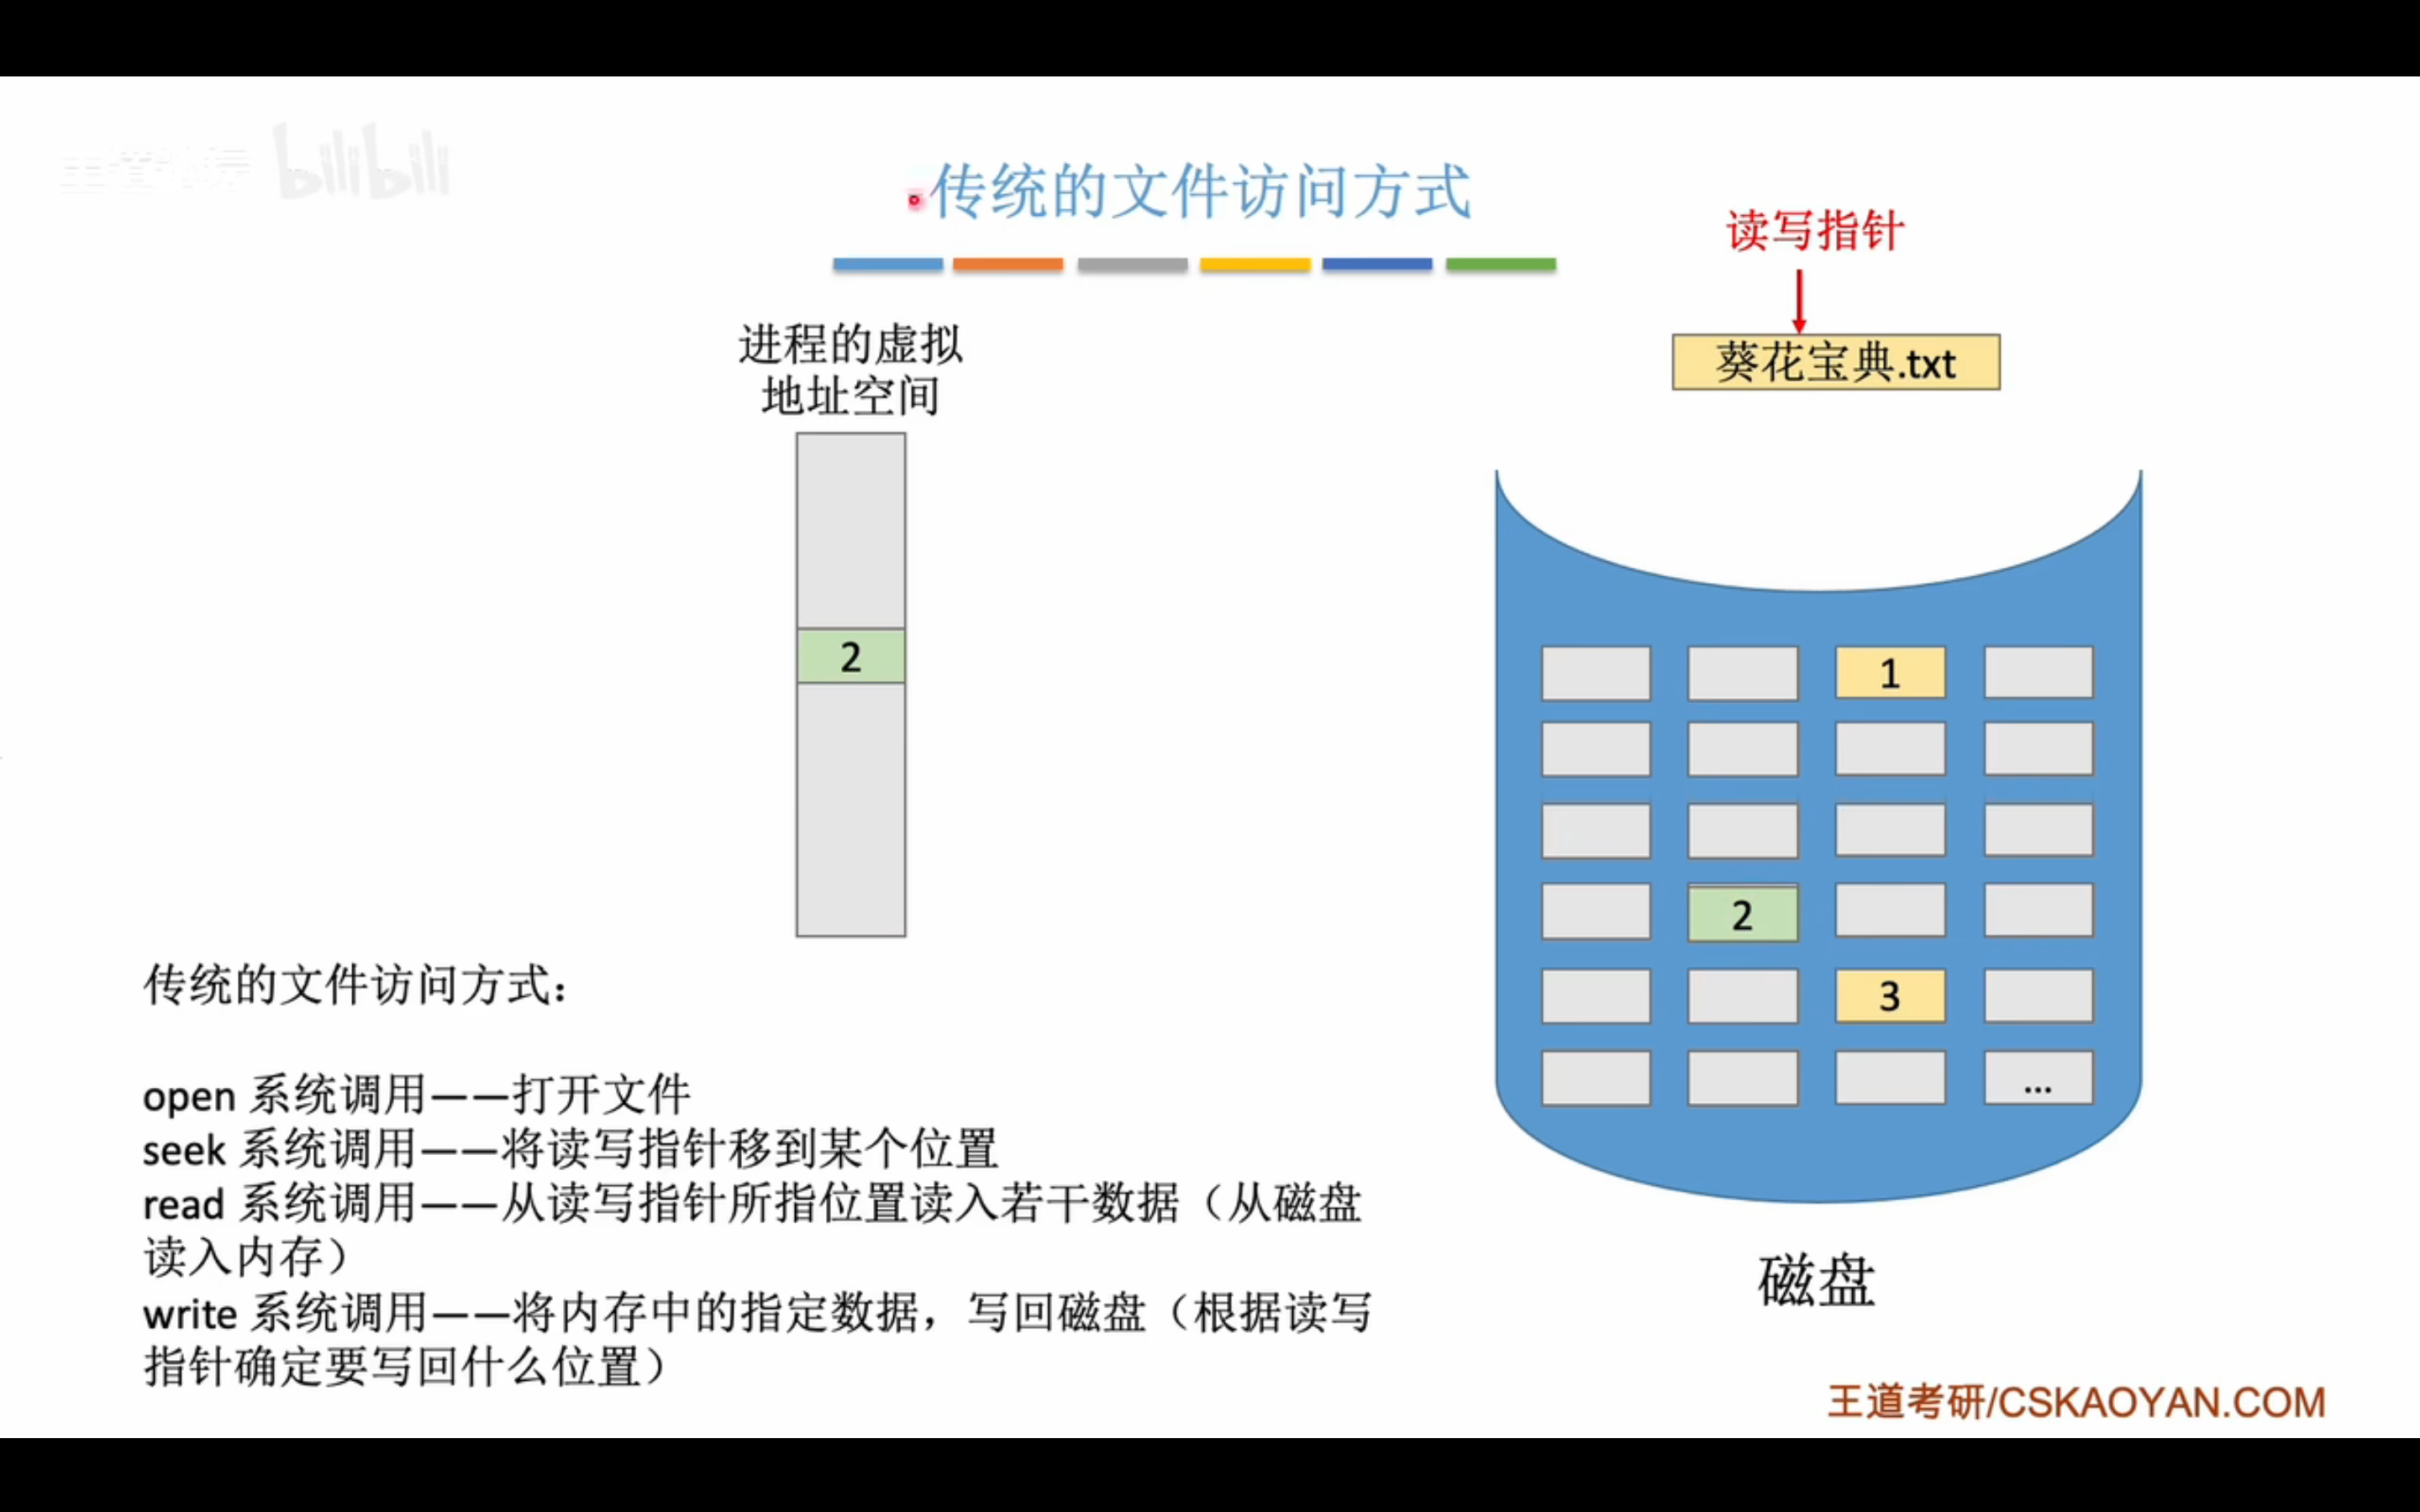 bilibili
传统的文件访问方式
读写指针
葵花宝典.txt
进程的虚拟
地址空间
2
1
2
3
...
磁盘
传统的文件访问方式：
open 系统调用——打开文件
seek 系统调用——将读写指针移到某个位置
read 系统调用——从读写指针所指位置读入若干数据（从磁盘
读入内存）
write 系统调用——将内存中的指定数据，写回磁盘（根据读写
指针确定要写回什么位置）
王道考研/CSKAOYAN.COM